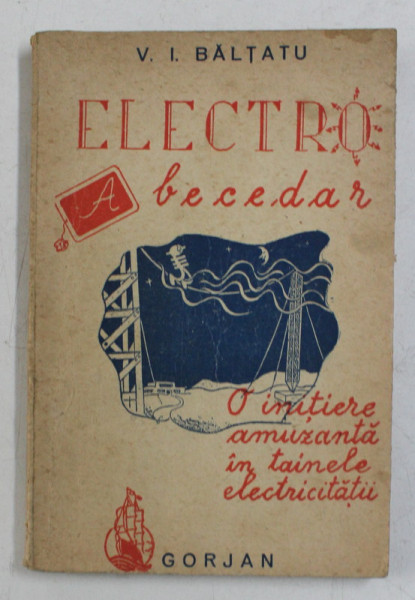 V. I. BĂLȚATU
ELECTRO
A becedar
O inițiere
amuzantă
în tainele
electricității
GORJAN